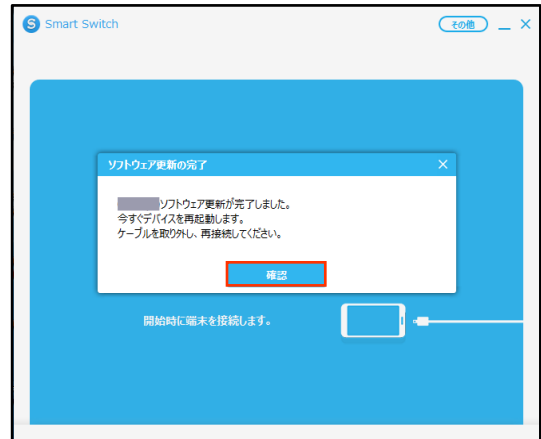 S Smart Switch
その他
ソフトウェア更新の完了
ソフトウェア更新が完了しました。
今すぐデバイスを再起動します。
ケーブルを取り外し、再接続してください。
確認
開始時に端末を接続します。